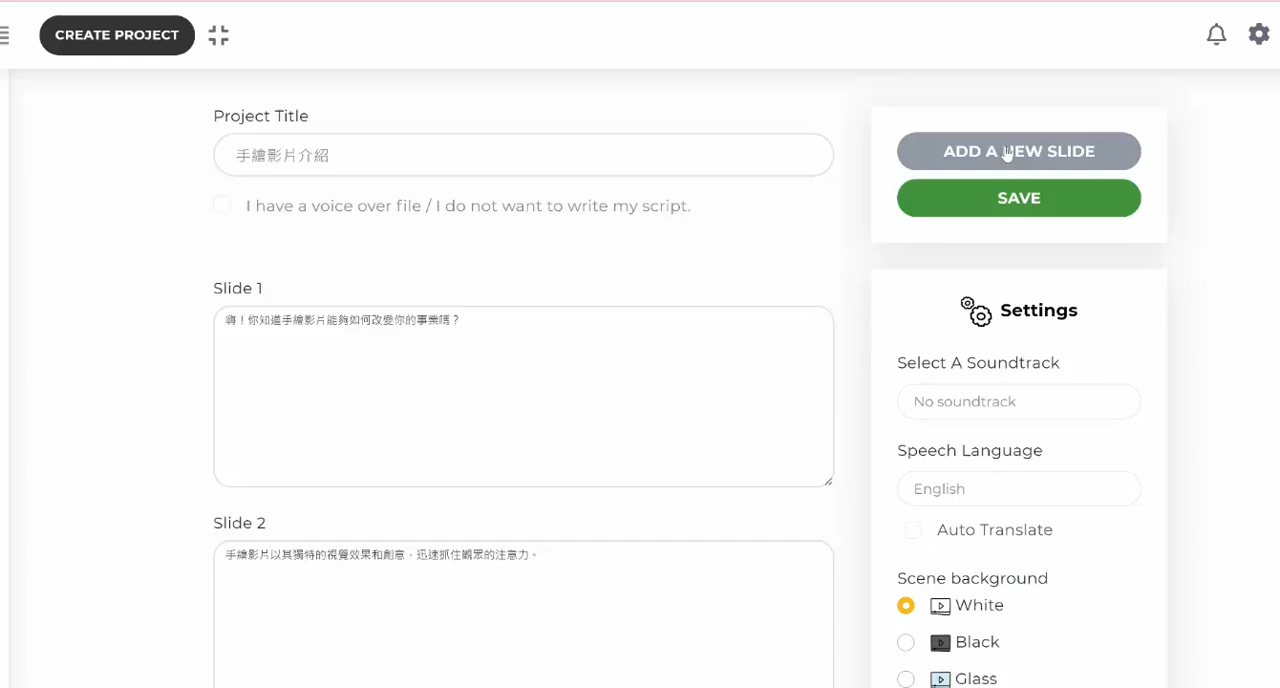 CREATE PROJECT
Project Title
手繪影片介紹
I have a voice over file / I do not want to write my script.
Slide 1
嗨！你知道手繪影片能夠如何改變你的事業嗎？
Slide 2
手繪影片以其獨特的視覺效果和創意，迅速抓住觀眾的注意力。
ADD A NEW SLIDE
SAVE
Settings
Select A Soundtrack
No soundtrack
Speech Language
English
Auto Translate
Scene background
White
Black
Glass